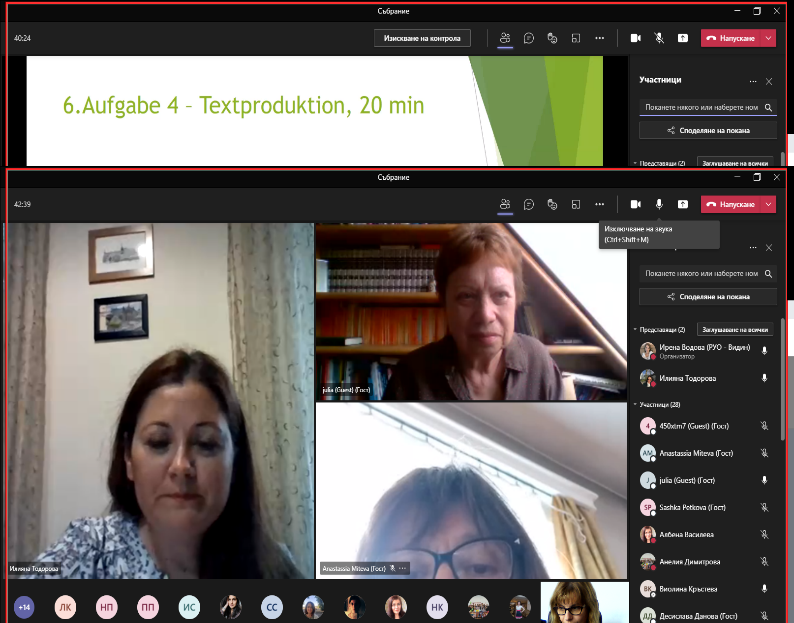 Събрание
40:24
Изискване на контрола
Напускане
6.Aufgabe 4 – Textproduktion, 20 min
Участници
Поканете някого или наберете ном
Споделяне на покана
Представящи (2)
Заглушаване на всички
Събрание
42:39
Напускане
Изключване на звука
(Ctrl+Shift+M)
Поканете някого или наберете ном
Споделяне на покана
Представящи (2)
Заглушаване на всички
Ирена Водова (РУО - Видин)
Организатор
Илияна Тодорова
Участници (28)
4
450xtm7 (Guest) (Гост)
AM
Anastassia Miteva (Гост)
J
julia (Guest) (Гост)
SP
Sashka Petkova (Гост)
Албена Василева
Анелия Димитрова
ВК
Виолина Кръстева
ДД
Десислава Данова (Гост)
julia (Guest) (Гост)
Илияна Тодорова
Anastassia Miteva (Гост)
+14
ЛК
НП
ПП
ИС
СС
НК